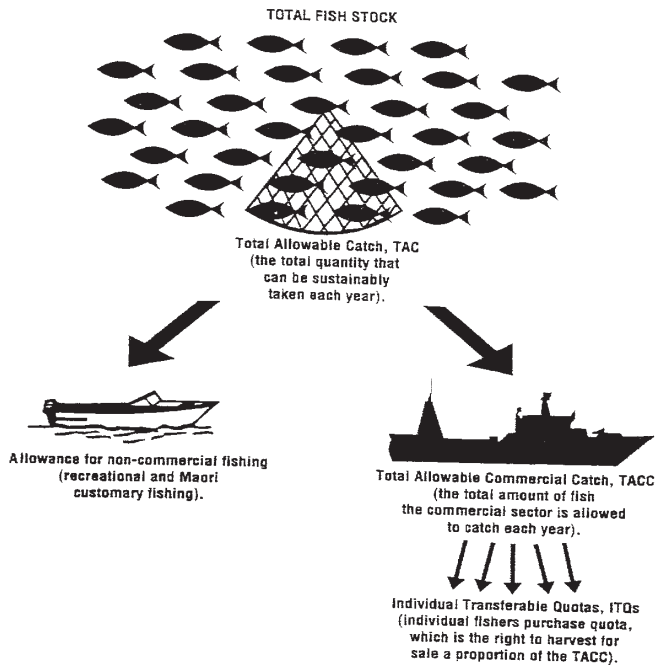 TOTAL FISH STOCK
Total Allowable Catch, TAC
(the total quantity that
can be sustainably
taken each year).
Allowance for non-commercial fishing
(recreational and Maori
customary fishing).
Total Allowable Commercial Catch, TACC
(the total amount of fish
the commercial sector is allowed
to catch each year).
Individual Transferable Quotas, ITQs
(individual fishers purchase quota,
which is the right to harvest for
sale a proportion of the TACC).